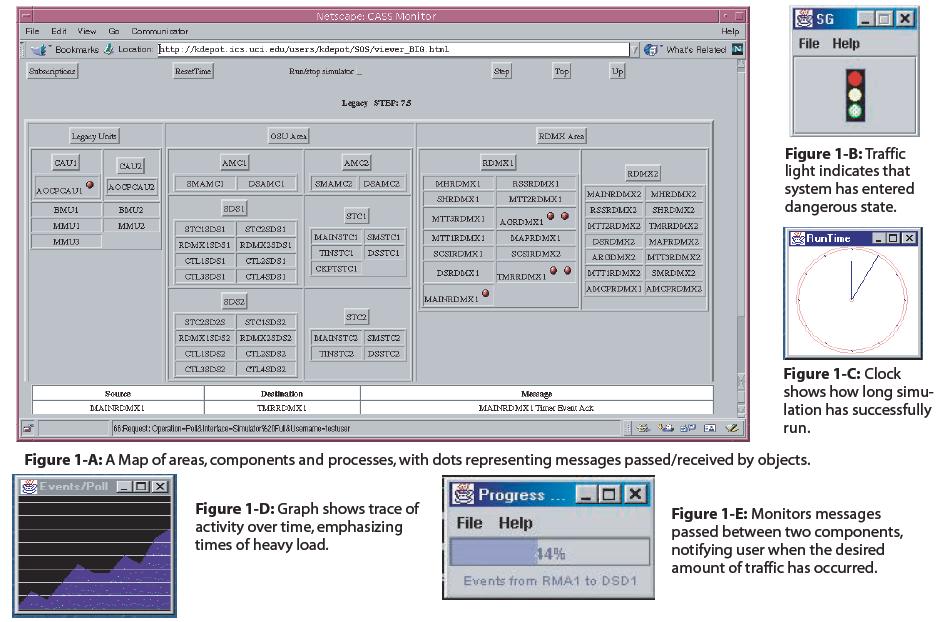 Netscape: CASS Monitor
File Edit View Go Communicator Help
Bookmarks Location: http://kdepot.ics.uci.edu/users/kdepot/SOS/viewer_BIG.html What's Related N
Subscriptions ResetTime Run/stop simulator _ Step Top Up
Legacy STEP: 75
Legacy Units OSU Area RDMX Area
CAU1 CAU2
AOCPCAU1 AOCPCAU2
BMU1 BMU2
MMU1 MMU2
MMU3
AMC1 AMC2
SMAMC1 DSAMC1 SMAMC2 DSAMC2
SDS1
STC1SDS1 STC2SDS1
RDMX1SDS1 RDMX2SDS1
CTL1SDS1 CTL2SDS1
CTL3SDS1 CTL4SDS1
STC1
MAINSTC1 SMSTC1
TINSTC1 DSSTC1
CKPTSTC1
SDS2
STC2SD2S STC1SDS2
RDMX1SDS2 RDMX2SDS2
CTL1SDS2 CTL2SDS2
CTL3SDS2 CTL4SDS2
STC2
MAINSTC2 SMSTC2
TINSTC2 DSSTC2
RDMX1
MHRDMX1 RSSRDMX1
SHRDMX1 MTT2RDMX1
MTT3RDMX1 AORDMX1
MTT1RDMX1 MAPRDMX1
SCSIRDMX1 SCSIRDMX2
DSRDMX1 TMRRDMX1
MAINRDMX1
RDMX2
MAINRDMX2 MHRDMX2
RSSRDMX2 SHRDMX2
MTT2RDMX2 TMRRDMX2
DSRDMX2 MAPRDMX2
MTT3RDMX2
MTT1RDMX2 SMRDMX2
AMCPRDMX1 AMCPRDMX2
Source Destination Message
MAINRDMX1 TMRRDMX1 MAINRDMX1 Timer Event Ack
66:Request: Operation=Poll&Interface=Simulator%20Full&Username=testuser
Figure 1-A: A Map of areas, components and processes, with dots representing messages passed/received by objects.
SG
File Help
Figure 1-B: Traffic
light indicates that
system has entered
dangerous state.
RunTime
Figure 1-C: Clock
shows how long simu-
lation has successfully
run.
Events/Poll
Figure 1-D: Graph shows trace of
activity over time, emphasizing
times of heavy load.
Progress ...
File Help
44%
Events from RMA1 to DSD1
Figure 1-E: Monitors messages
passed between two components,
notifying user when the desired
amount of traffic has occurred.